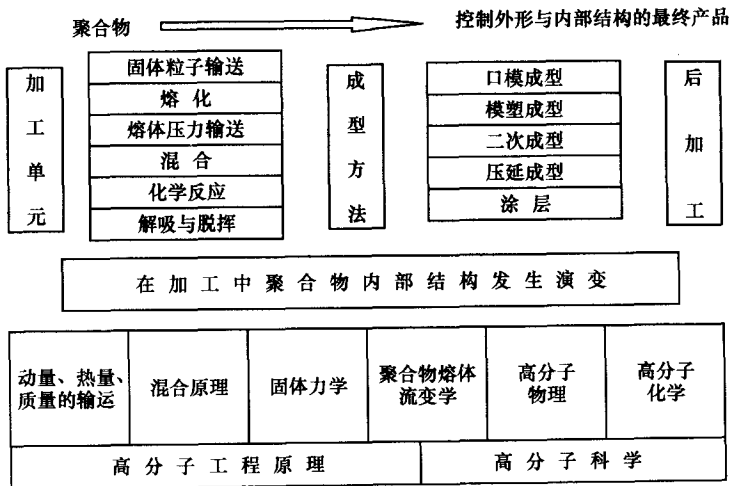 聚合物
控制外形与内部结构的最终产品
加工单元
固体粒子输送
熔化
熔体压力输送
混合
化学反应
解吸与脱挥
成型方法
口模成型
模塑成型
二次成型
压延成型
涂层
后加工
在加工中聚合物内部结构发生演变
动量、热量、
质量的输运
混合原理
固体力学
聚合物熔体
流变学
高分子
物理
高分子
化学
高分子工程原理
高分子科学